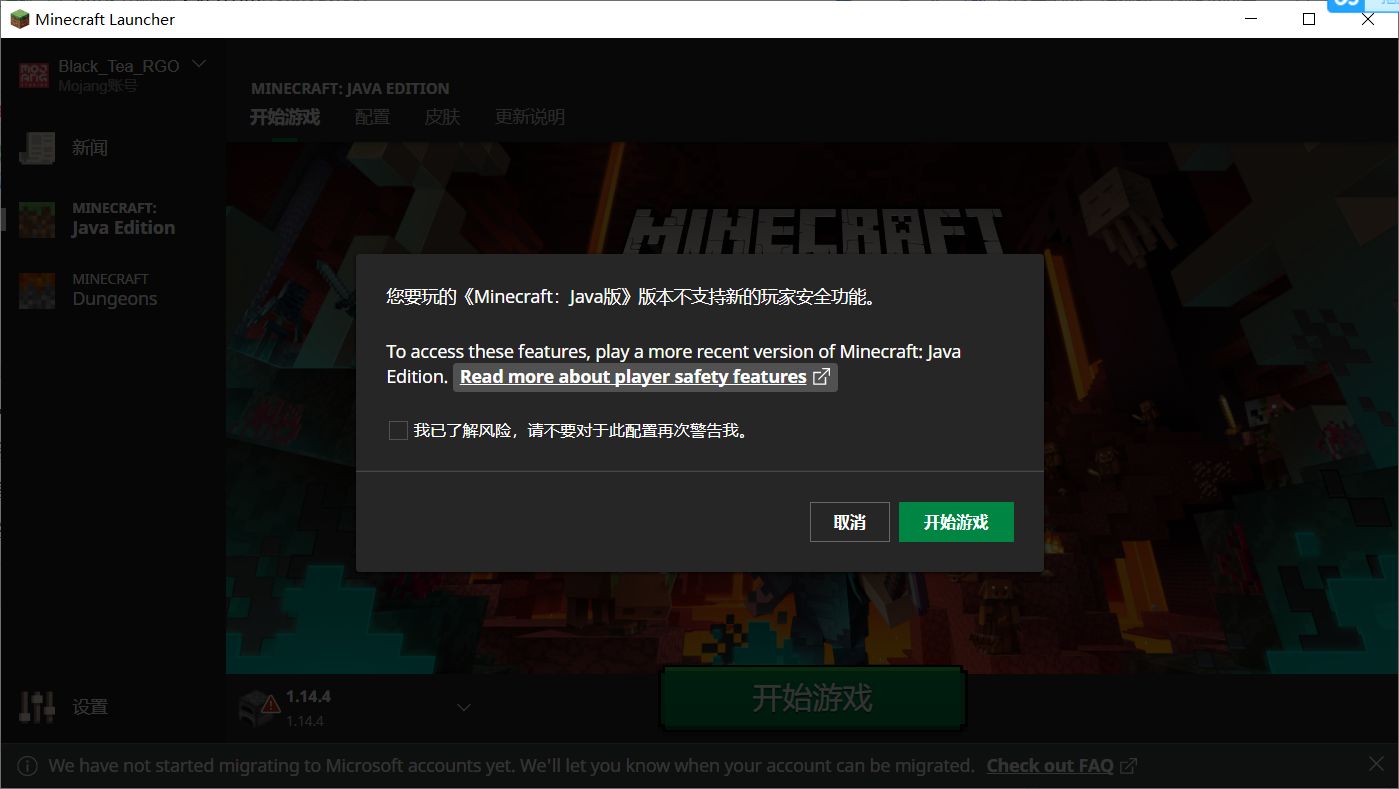 Minecraft Launcher
Black_Tea_RGO
Mojang账号
新闻
MINECRAFT:
Java Edition
MINECRAFT
Dungeons
设置
MINECRAFT: JAVA EDITION
开始游戏 配置 皮肤 更新说明
MINECRAFT
您要玩的《Minecraft：Java版》版本不支持新的玩家安全功能。
To access these features, play a more recent version of Minecraft: Java
Edition. Read more about player safety features
我已了解风险，请不要对于此配置再次警告我。
取消 开始游戏
1.14.4
1.14.4
开始游戏
We have not started migrating to Microsoft accounts yet. We'll let you know when your account can be migrated. Check out FAQ